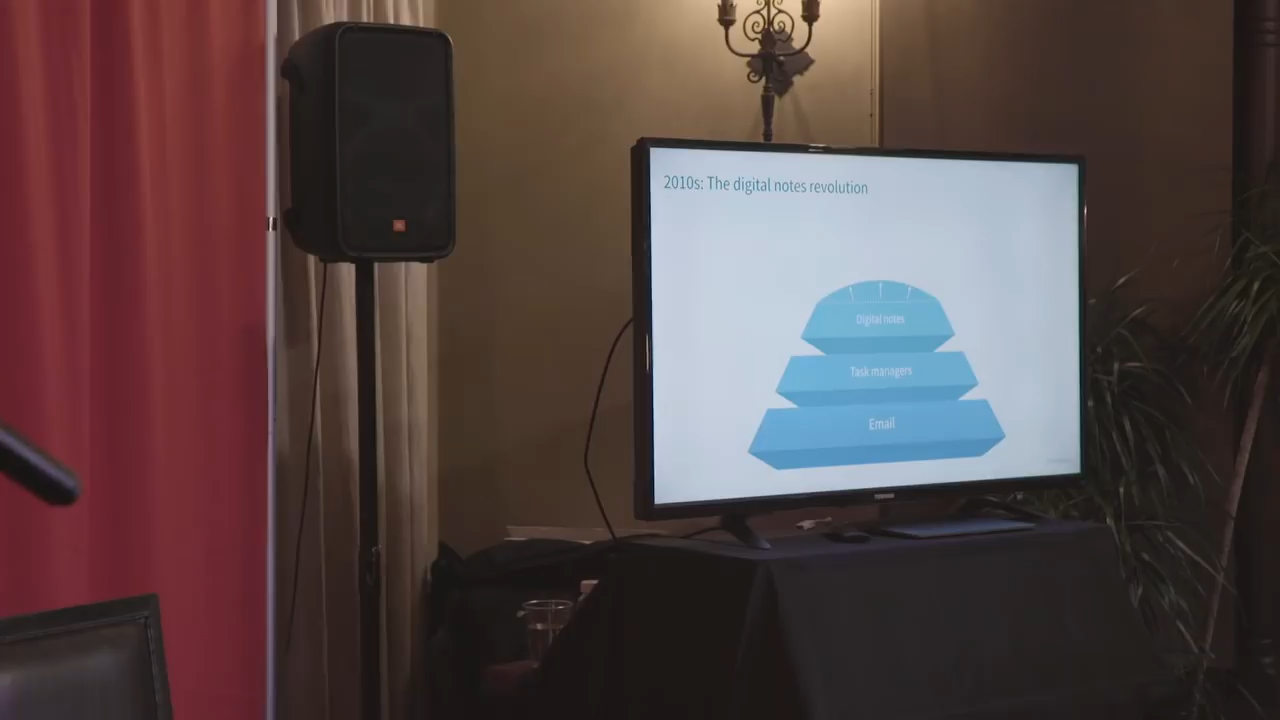 2010s: The digital notes revolution
Digital notes
Task managers
Email